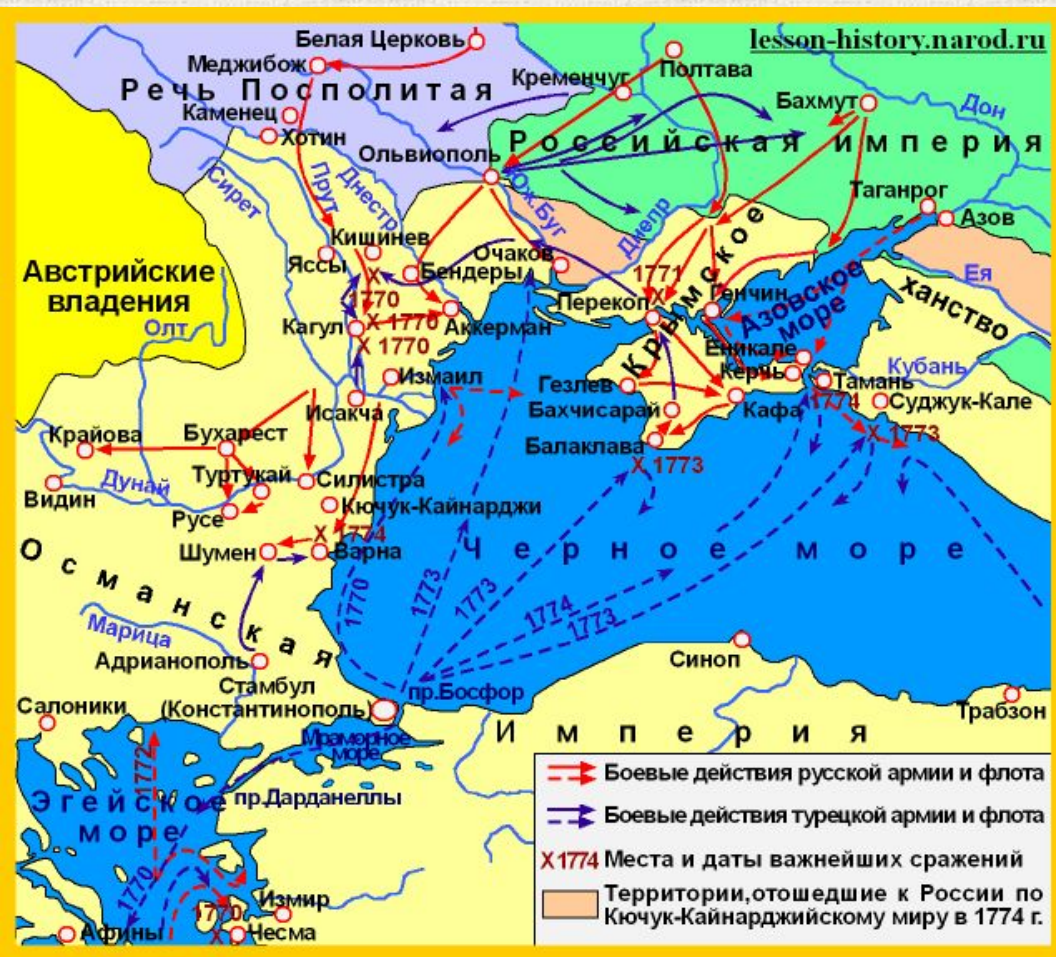 lesson-history.narod.ru
Белая Церковь
Меджибож
Полтава
Кременчуг
Речь Посполитая
Бахмут
Дон
Каменец
Хотин
Российская империя
Ольвиополь
Сирет
Прут
Днестр
Юж.Буг
Днепр
Таганрог
Азов
Кишинев
Яссы
Бендеры
Очаков
1771
Перекоп
Генчин
Азовское
море
Ея
Крымское
ханство
Австрийские
владения
Олт
1770
Кагул
X 1770
Аккерман
X 1770
Измаил
Исакча
Еникале
Керчь
Кубань
Тамань
1774
Суджук-Кале
X 1773
Гезлев
Бахчисарай
Кафа
Балаклава
X 1773
Крайова
Бухарест
Туртукай
Силистра
Видин
Дунай
Русе
Кючук-Кайнарджи
X 1774
Шумен
Варна
Черное море
Османская
Империя
1770
1773
1773
1774
1773
Марица
Адрианополь
Стамбул
(Константинополь)
пр.Босфор
Синоп
Трабзон
Салоники
Мраморное
море
1772
Эгейское
море
пр.Дарданеллы
1770
1770
X
Измир
Афины
Чесма
Боевые действия русской армии и флота
Боевые действия турецкой армии и флота
X1774 Места и даты важнейших сражений
Территории,отошедшие к России по
Кючук-Кайнарджийскому миру в 1774 г.